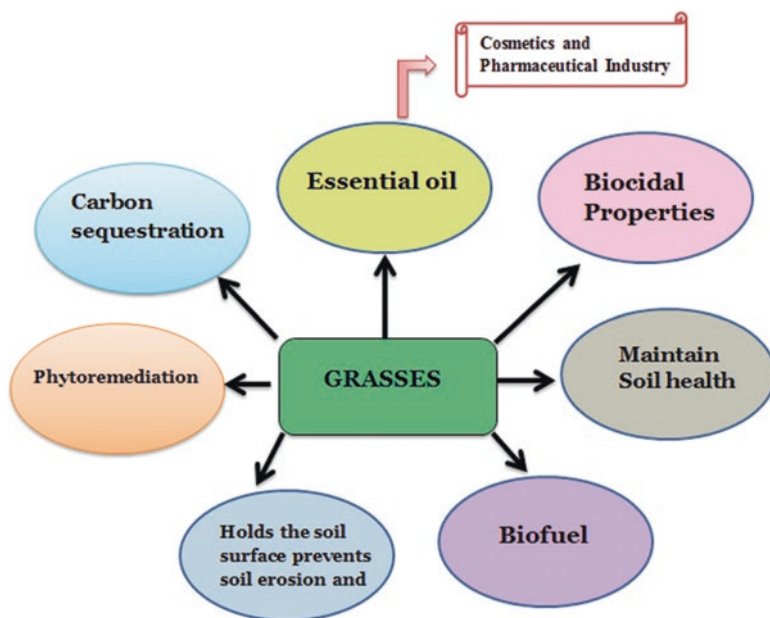 Cosmetics and
Pharmaceutical Industry
Essential oil
Biocidal
Properties
Carbon
sequestration
Maintain
Soil health
Phytoremediation
GRASSES
Holds the soil
surface prevents
soil erosion and
Biofuel